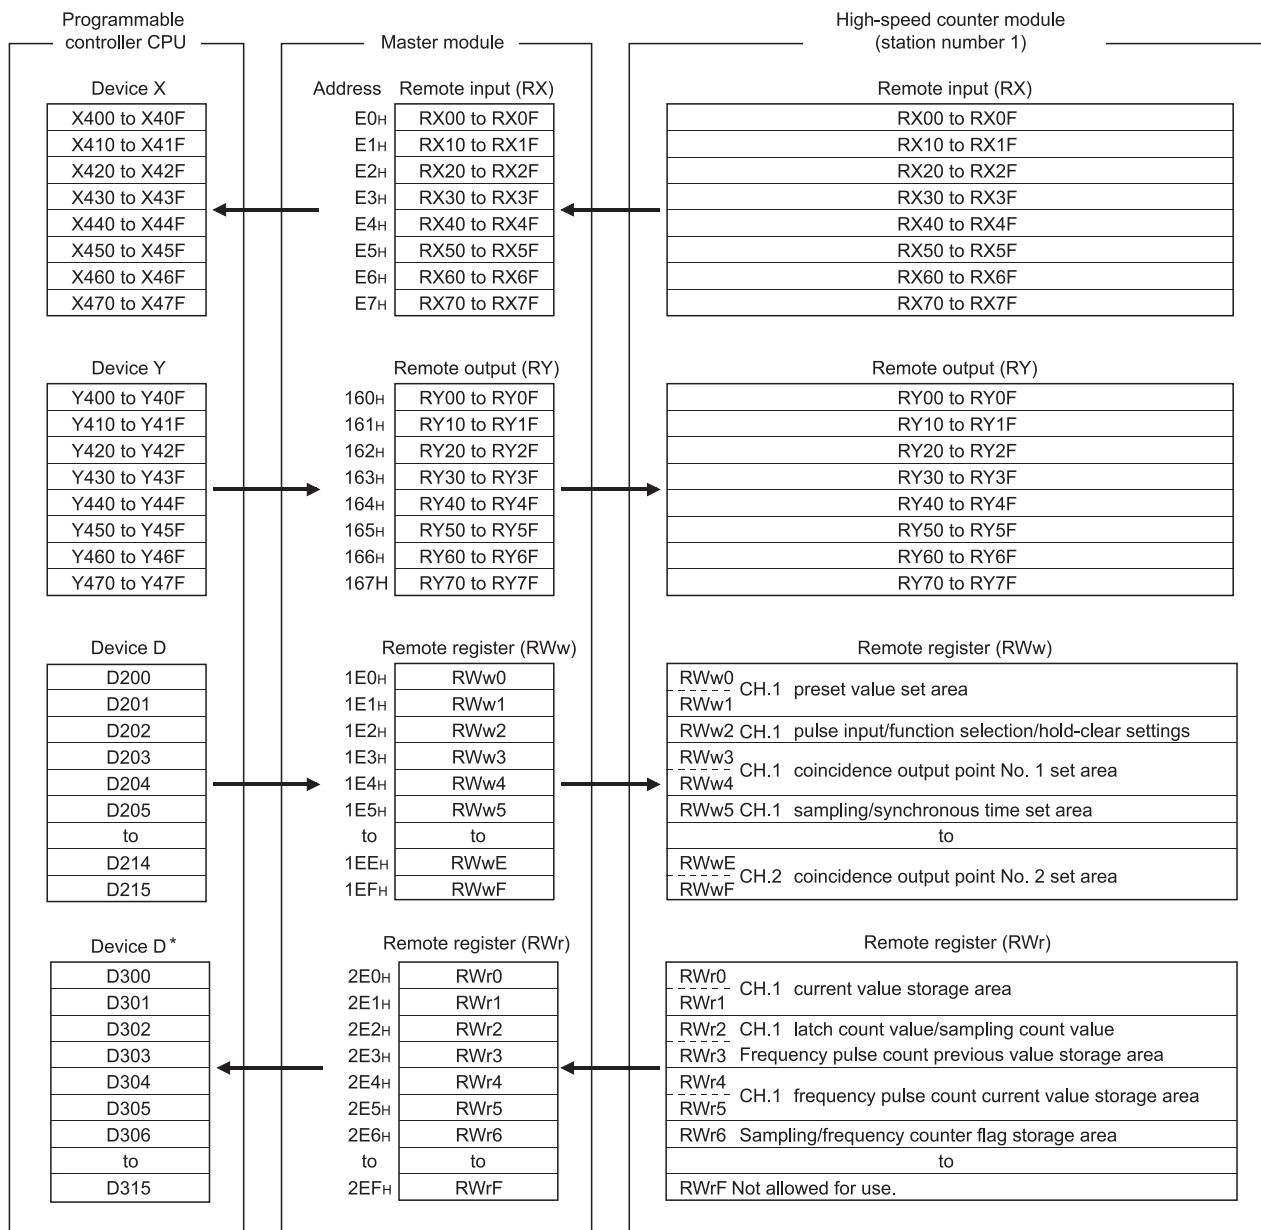 Programmable
controller CPU
Master module
High-speed counter module
(station number 1)
Device X
Address Remote input (RX)
Remote input (RX)
X400 to X40F E0H RX00 to RX0F RX00 to RX0F
X410 to X41F E1H RX10 to RX1F RX10 to RX1F
X420 to X42F E2H RX20 to RX2F RX20 to RX2F
X430 to X43F E3H RX30 to RX3F RX30 to RX3F
X440 to X44F E4H RX40 to RX4F RX40 to RX4F
X450 to X45F E5H RX50 to RX5F RX50 to RX5F
X460 to X46F E6H RX60 to RX6F RX60 to RX6F
X470 to X47F E7H RX70 to RX7F RX70 to RX7F
Device Y Remote output (RY) Remote output (RY)
Y400 to Y40F 160H RY00 to RY0F RY00 to RY0F
Y410 to Y41F 161H RY10 to RY1F RY10 to RY1F
Y420 to Y42F 162H RY20 to RY2F RY20 to RY2F
Y430 to Y43F 163H RY30 to RY3F RY30 to RY3F
Y440 to Y44F 164H RY40 to RY4F RY40 to RY4F
Y450 to Y45F 165H RY50 to RY5F RY50 to RY5F
Y460 to Y46F 166H RY60 to RY6F RY60 to RY6F
Y470 to Y47F 167H RY70 to RY7F RY70 to RY7F
Device D Remote register (RWw) Remote register (RWw)
D200 1E0H RWw0 RWw0
CH.1 preset value set area
D201 1E1H RWw1 RWw1
D202 1E2H RWw2 RWw2 CH.1 pulse input/function selection/hold-clear settings
D203 1E3H RWw3 RWw3
CH.1 coincidence output point No. 1 set area
D204 1E4H RWw4 RWw4
D205 1E5H RWw5 RWw5 CH.1 sampling/synchronous time set area
to to to to
D214 1EEH RWwE RWwE
CH.2 coincidence output point No. 2 set area
D215 1EFH RWwF RWwF
Device D* Remote register (RWr) Remote register (RWr)
D300 2E0H RWr0 RWr0
CH.1 current value storage area
D301 2E1H RWr1 RWr1
D302 2E2H RWr2 RWr2 CH.1 latch count value/sampling count value
D303 2E3H RWr3 RWr3 Frequency pulse count previous value storage area
D304 2E4H RWr4 RWr4
CH.1 frequency pulse count current value storage area
D305 2E5H RWr5 RWr5
D306 2E6H RWr6 RWr6 Sampling/frequency counter flag storage area
to to to to
D315 2EFH RWrF RWrF Not allowed for use.